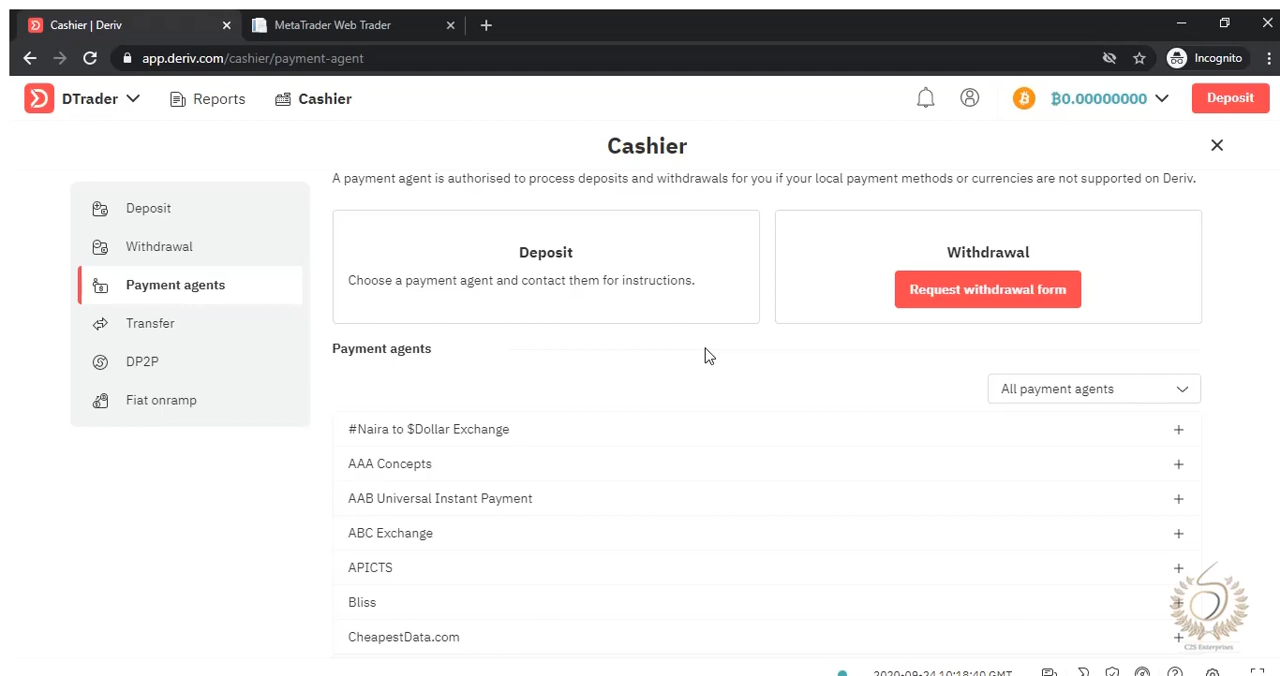 Cashier | Deriv
MetaTrader Web Trader
app.deriv.com/cashier/payment-agent
Incognito
DTrader
Reports
Cashier
₿0.00000000
Deposit
Cashier
A payment agent is authorised to process deposits and withdrawals for you if your local payment methods or currencies are not supported on Deriv.
Deposit
Withdrawal
Payment agents
Transfer
DP2P
Fiat onramp
Deposit
Choose a payment agent and contact them for instructions.
Withdrawal
Request withdrawal form
Payment agents
All payment agents
#Naira to $Dollar Exchange
AAA Concepts
AAB Universal Instant Payment
ABC Exchange
APICTS
Bliss
CheapestData.com
C2S Enterprises
2020-09-24 10:18:40 GMT